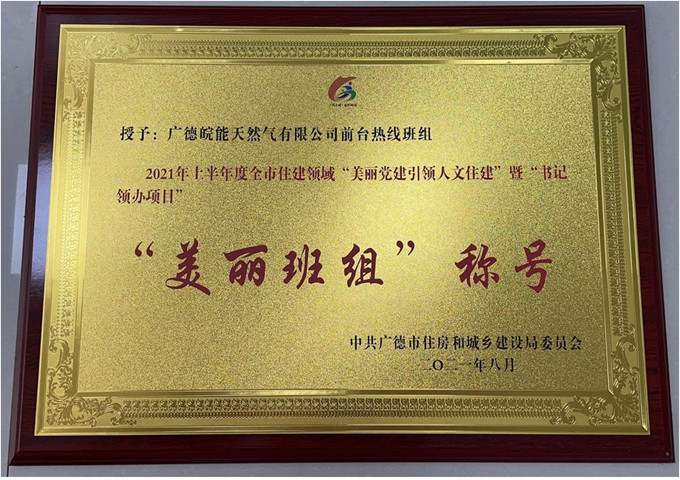 授予：广德皖能天然气有限公司前台热线班组
2021年上半年度全市住建领域“美丽党建引领人文住建”暨“书记
领办项目”
“美丽班组”称号
中共广德市住房和城乡建设局委员会
二〇二一年八月